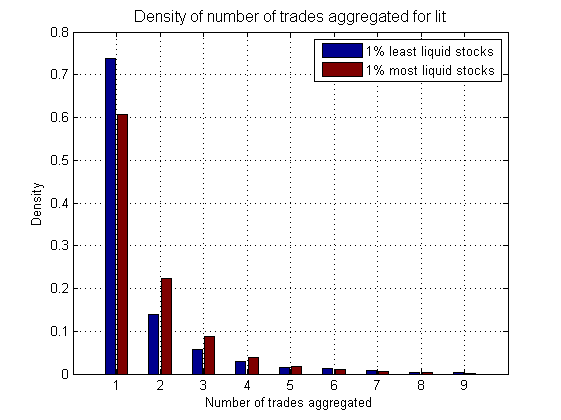 Density of number of trades aggregated for lit
1% least liquid stocks
1% most liquid stocks
0.8
0.7
0.6
0.5
0.4
0.3
0.2
0.1
0
Density
1 2 3 4 5 6 7 8 9
Number of trades aggregated